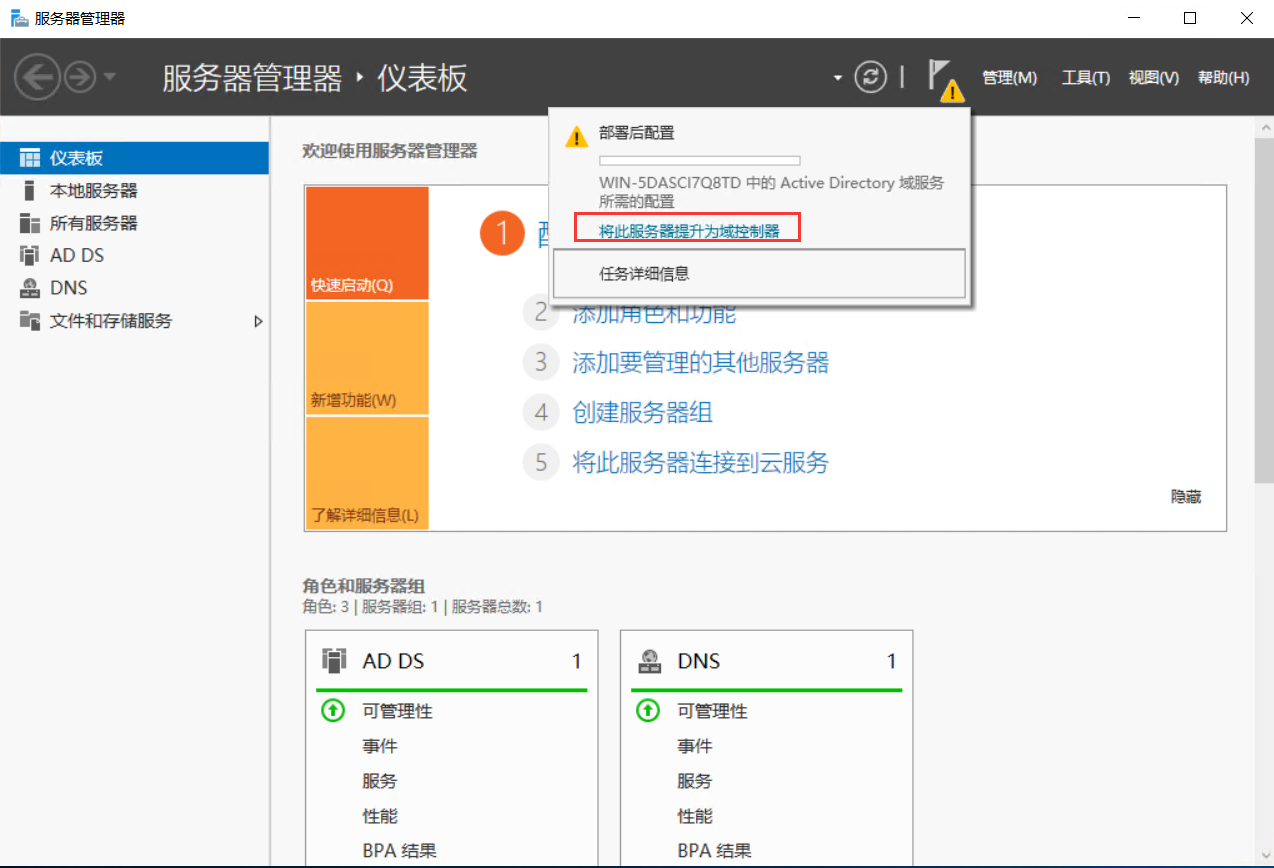 服务器管理器
服务器管理器 ‣ 仪表板
管理(M) 工具(T) 视图(V) 帮助(H)
部署后配置
WIN-5DASCI7Q8TD 中的 Active Directory 域服务
所需的配置
将此服务器提升为域控制器
任务详细信息
仪表板
本地服务器
所有服务器
AD DS
DNS
文件和存储服务
欢迎使用服务器管理器
快速启动(Q)
新增功能(W)
了解详细信息(L)
1 配
2 添加角色和功能
3 添加要管理的其他服务器
4 创建服务器组
5 将此服务器连接到云服务
隐藏
角色和服务器组
角色: 3 | 服务器组: 1 | 服务器总数: 1
AD DS 1
可管理性
事件
服务
性能
BPA 结果
DNS 1
可管理性
事件
服务
性能
BPA 结果